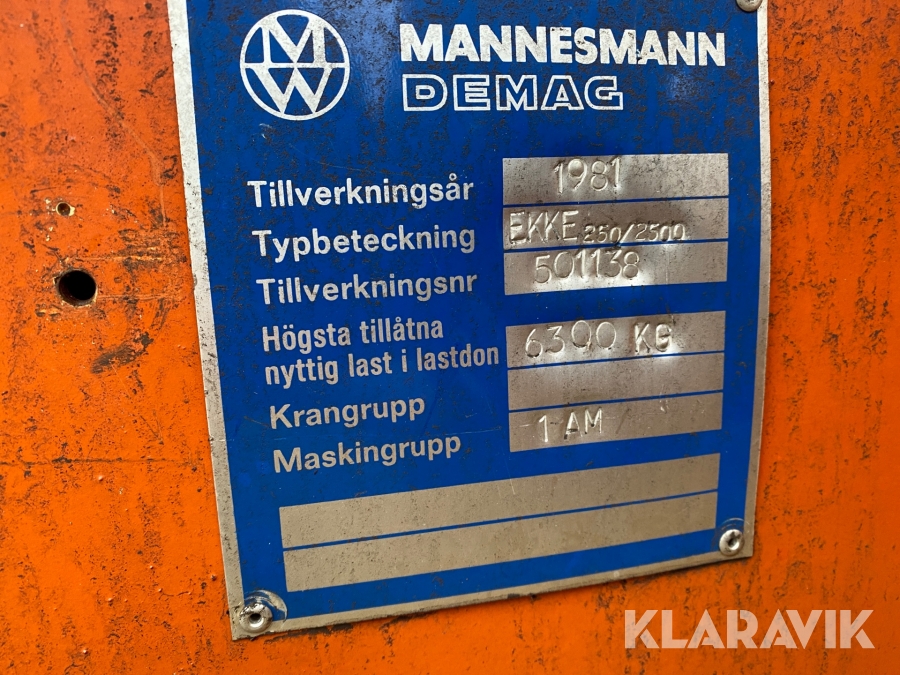 MW
MANNESMANN
DEMAG
Tillverkningsår 1981
Typbeteckning EKKE 250/2500
Tillverkningsnr 501138
Högsta tillåtna
nyttig last i lastdon 6300 KG
Krangrupp
Maskingrupp 1 AM
KLARAVIK